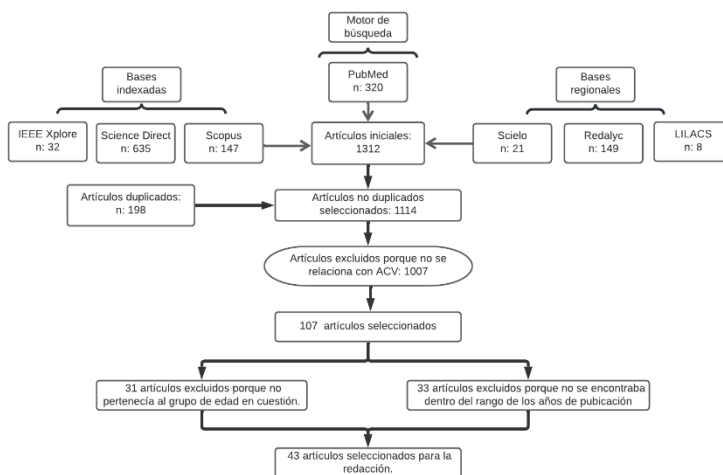 Motor de
búsqueda
Bases
indexadas
PubMed
n: 320
Bases
regionales
IEEE Xplore
n: 32
Science Direct
n: 635
Scopus
n: 147
Artículos iniciales:
1312
Scielo
n: 21
Redalyc
n: 149
LILACS
n: 8
Artículos duplicados:
n: 198
Artículos no duplicados
seleccionados: 1114
Artículos excluidos porque no se
relaciona con ACV: 1007
107 artículos seleccionados
31 artículos excluidos porque no
pertenecía al grupo de edad en cuestión.
33 artículos excluidos porque no se encontraba
dentro del rango de los años de pubicación
43 artículos seleccionados para la
redacción.